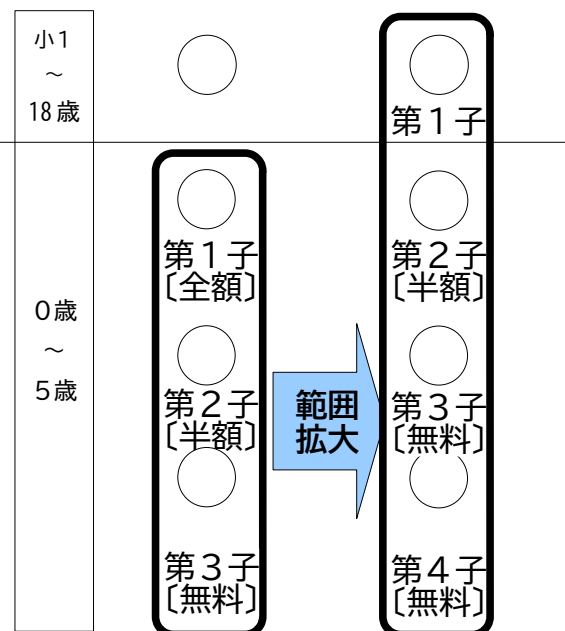 小1
～
18歳
０歳
～
５歳
第１子
〔全額〕
第２子
〔半額〕
第３子
〔無料〕
範囲
拡大
第１子
第２子
〔半額〕
第３子
〔無料〕
第４子
〔無料〕